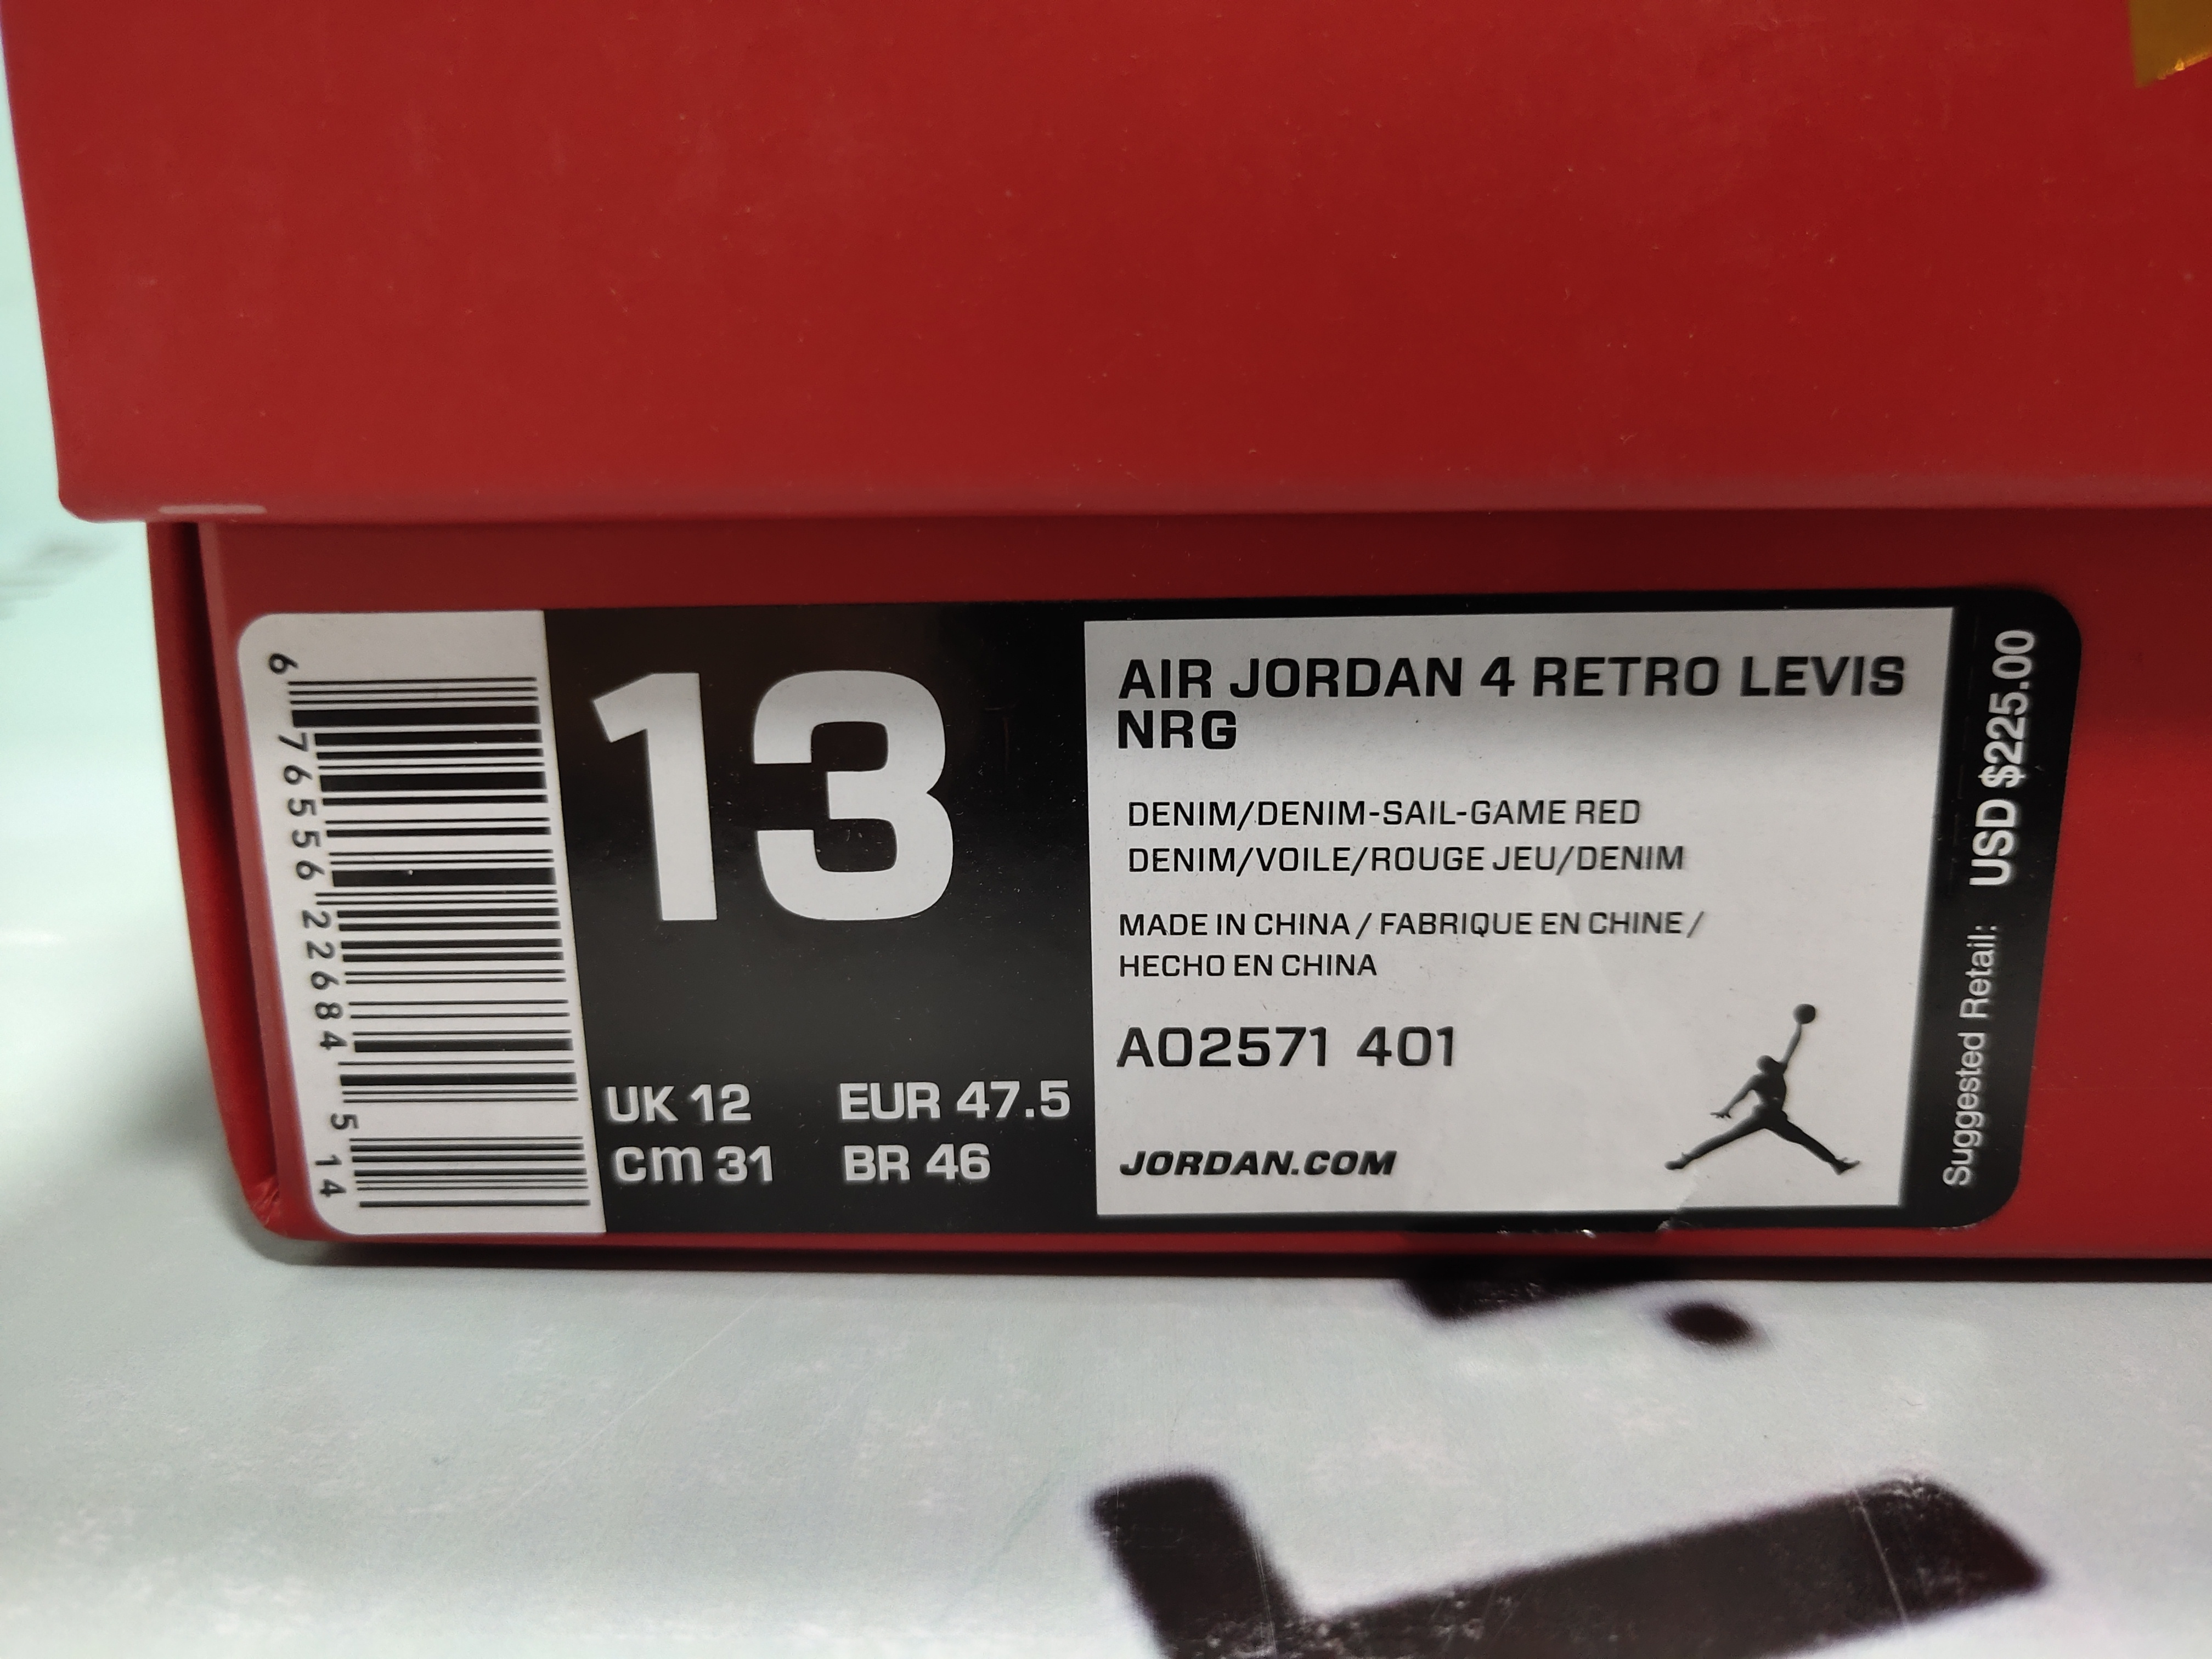 6 76556 22684 5 14
13
UK 12 EUR 47.5
cm 31 BR 46
AIR JORDAN 4 RETRO LEVIS
NRG
DENIM/DENIM-SAIL-GAME RED
DENIM/VOILE/ROUGE JEU/DENIM
MADE IN CHINA / FABRIQUE EN CHINE /
HECHO EN CHINA
AO2571 401
JORDAN.COM
Suggested Retail: USD $225.00